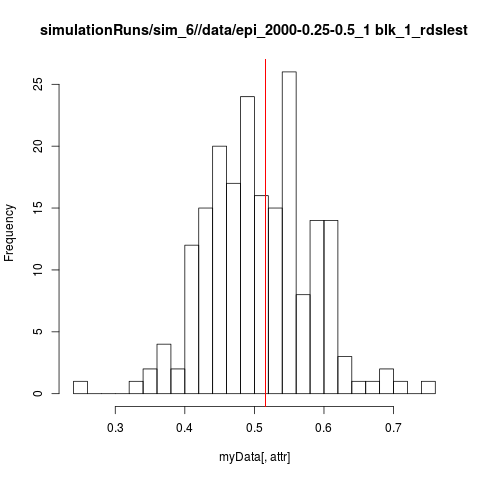 simulationRuns/sim_6//data/epi_2000-0.25-0.5_1 blk_1_rdslest
Frequency
25
20
15
10
5
0
0.3 0.4 0.5 0.6 0.7
myData[, attr]